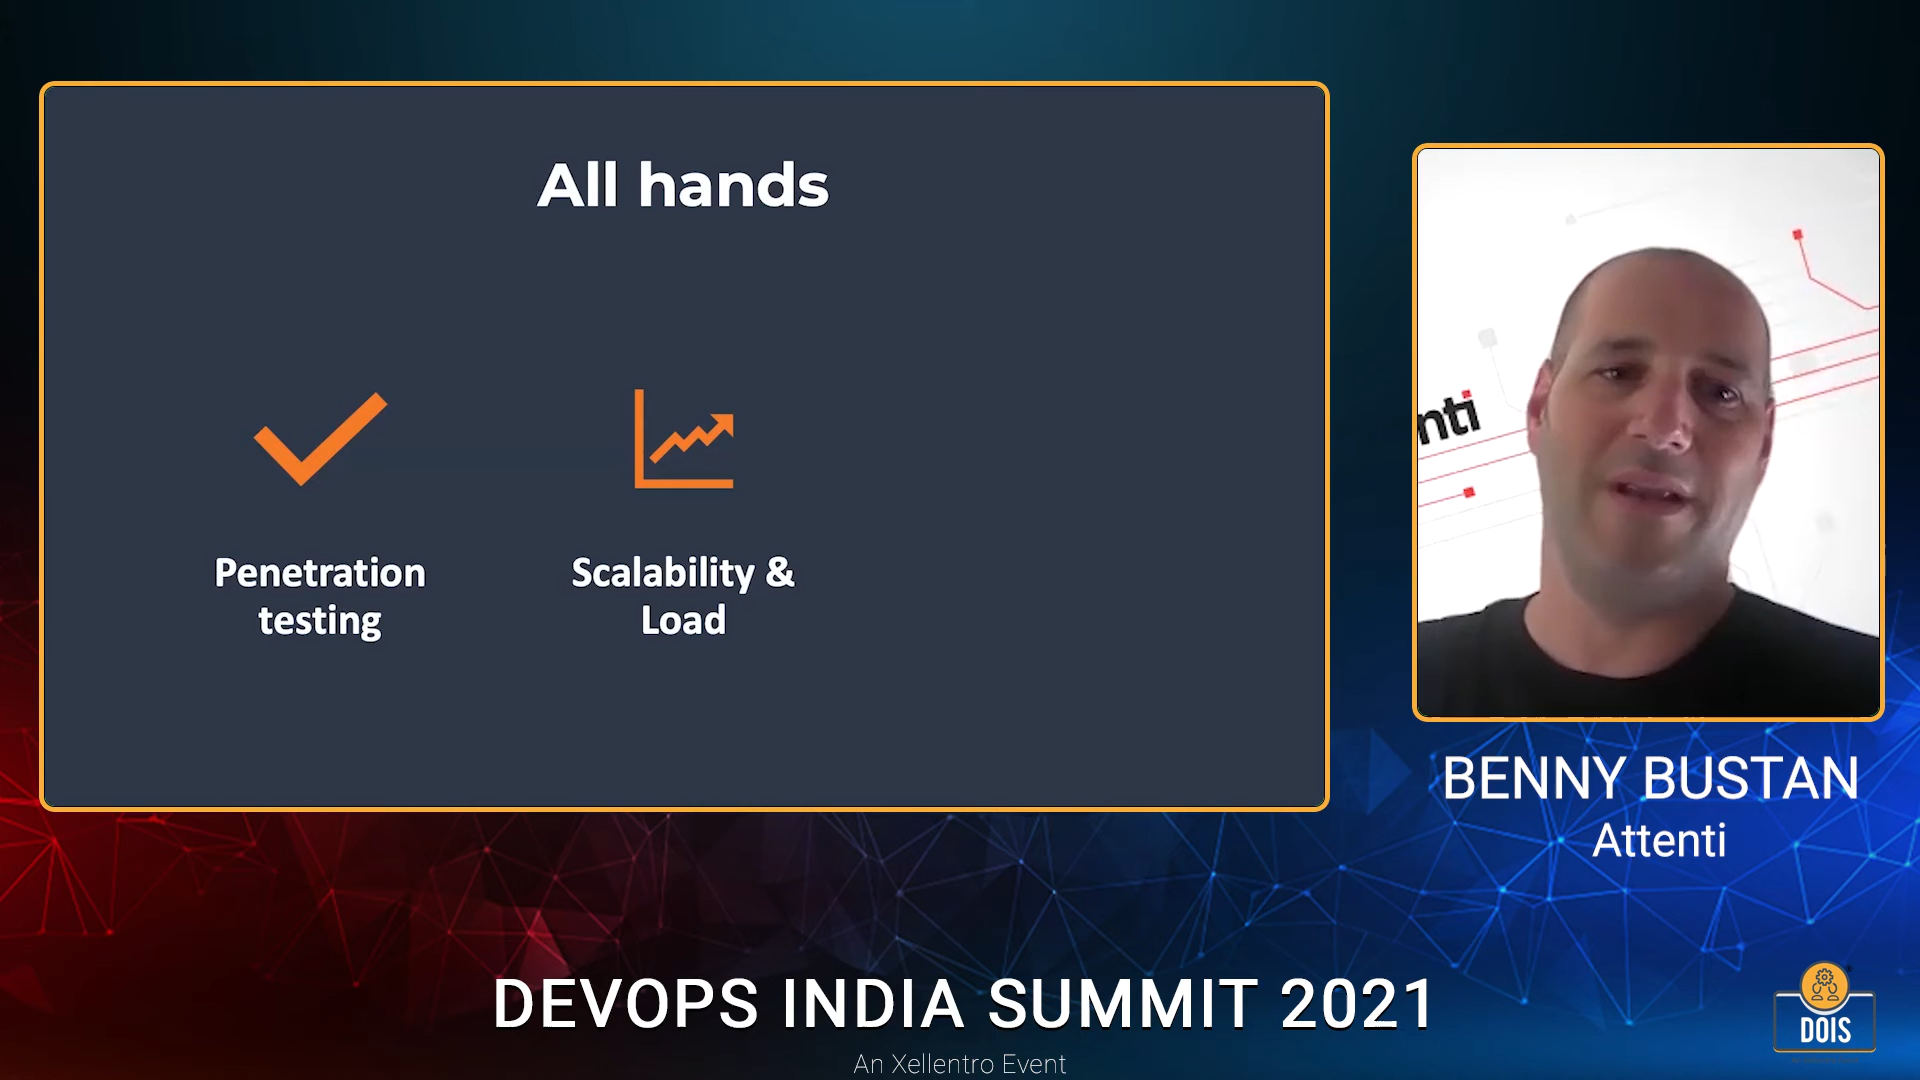 All hands
Penetration
testing
Scalability &
Load
nti
BENNY BUSTAN
Attenti
DEVOPS INDIA SUMMIT 2021
An Xellentro Event
DOIS